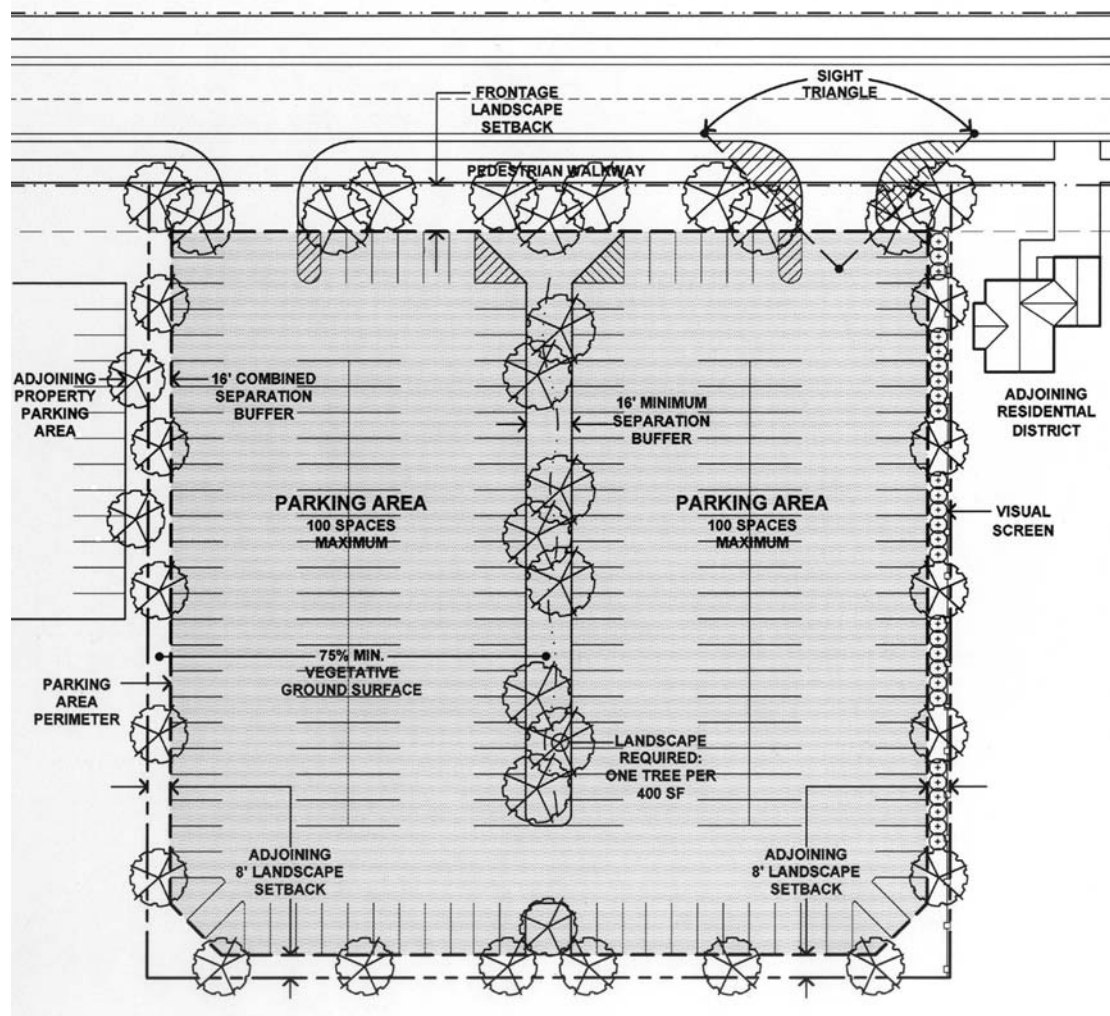 SIGHT
TRIANGLE
FRONTAGE
LANDSCAPE
SETBACK
PEDESTRIAN WALKWAY
ADJOINING
PROPERTY
PARKING
AREA
16' COMBINED
SEPARATION
BUFFER
16' MINIMUM
SEPARATION
BUFFER
ADJOINING
RESIDENTIAL
DISTRICT
PARKING AREA
100 SPACES
MAXIMUM
PARKING AREA
100 SPACES
MAXIMUM
VISUAL
SCREEN
75% MIN.
VEGETATIVE
GROUND SURFACE
PARKING
AREA
PERIMETER
LANDSCAPE
REQUIRED:
ONE TREE PER
400 SF
ADJOINING
8' LANDSCAPE
SETBACK
ADJOINING
8' LANDSCAPE
SETBACK